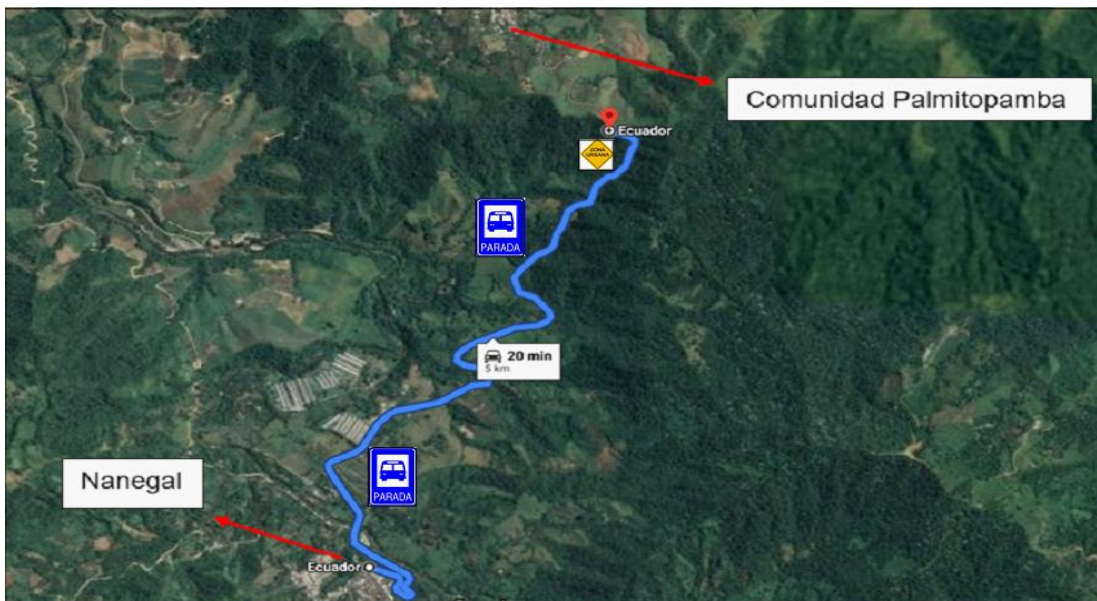 Comunidad Palmitopamba
Ecuador
ZONA
URBANA
PARADA
20 min
5 km
Nanegal
PARADA
Ecuador